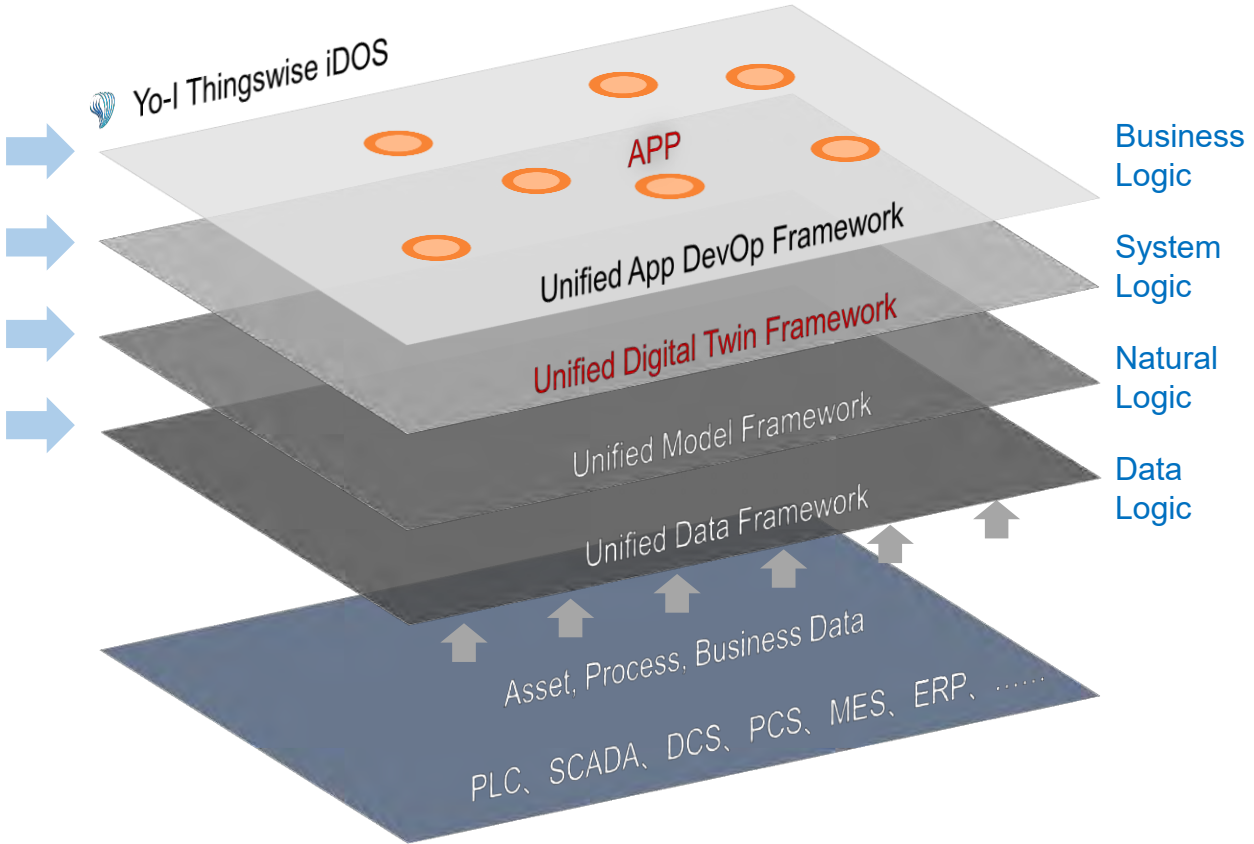 Yo-I Thingswise iDOS
APP
Unified App DevOp Framework
Business
Logic
Unified Digital Twin Framework
System
Logic
Unified Model Framework
Natural
Logic
Unified Data Framework
Data
Logic
Asset, Process, Business Data
PLC、SCADA、DCS、PCS、MES、ERP、……